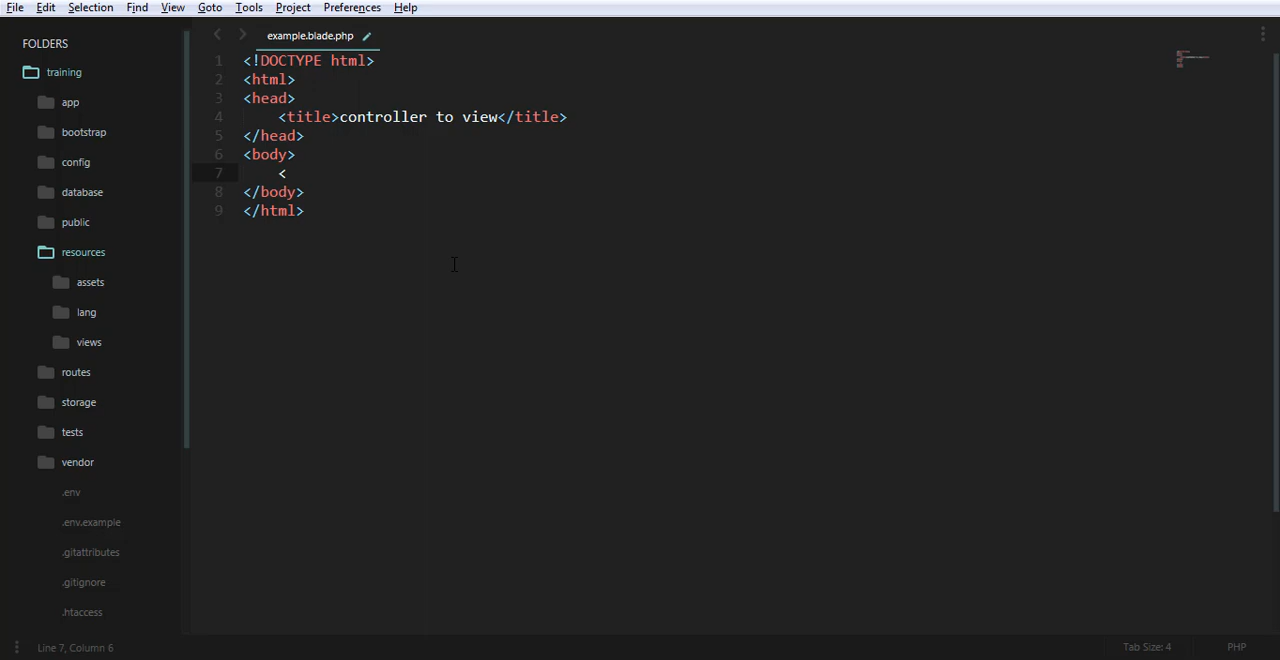 File Edit Selection Find View Goto Tools Project Preferences Help
FOLDERS
training
app
bootstrap
config
database
public
resources
assets
lang
views
routes
storage
tests
vendor
.env
.env.example
.gitattributes
.gitignore
.htaccess
example.blade.php
1 <!DOCTYPE html>
2 <html>
3 <head>
4 <title>controller to view</title>
5 </head>
6 <body>
7 <
8 </body>
9 </html>
Line 7, Column 6
Tab Size: 4
PHP